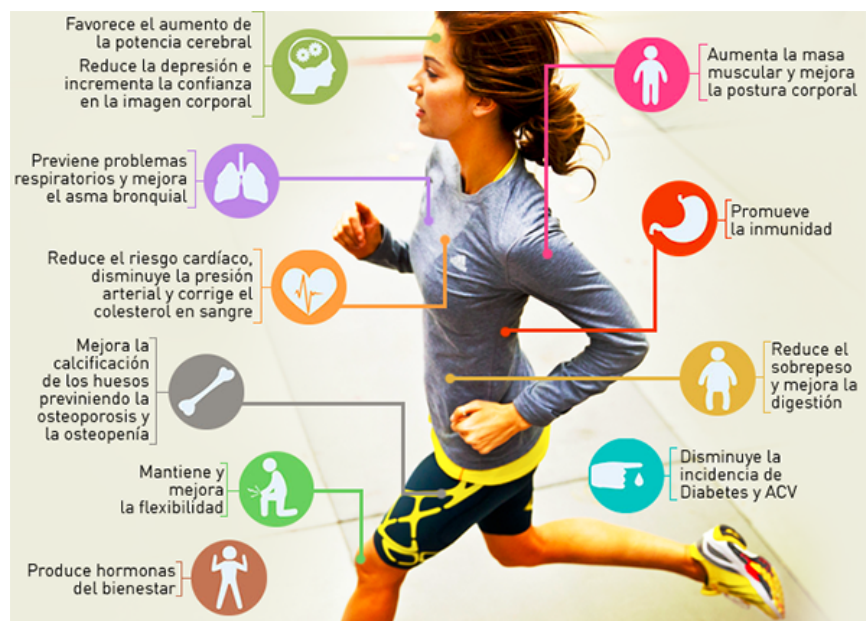 Favorece el aumento de
la potencia cerebral
Reduce la depresión e
incrementa la confianza
en la imagen corporal
Aumenta la masa
muscular y mejora
la postura corporal
Previene problemas
respiratorios y mejora
el asma bronquial
Promueve
la inmunidad
Reduce el riesgo cardíaco,
disminuye la presión
arterial y corrige el
colesterol en sangre
Mejora la
calcificación
de los huesos
previniendo la
osteoporosis y
la osteopenía
Reduce el
sobrepeso
y mejora la
digestión
Mantiene y
mejora
la flexibilidad
Disminuye la
incidencia de
Diabetes y ACV
Produce hormonas
del bienestar